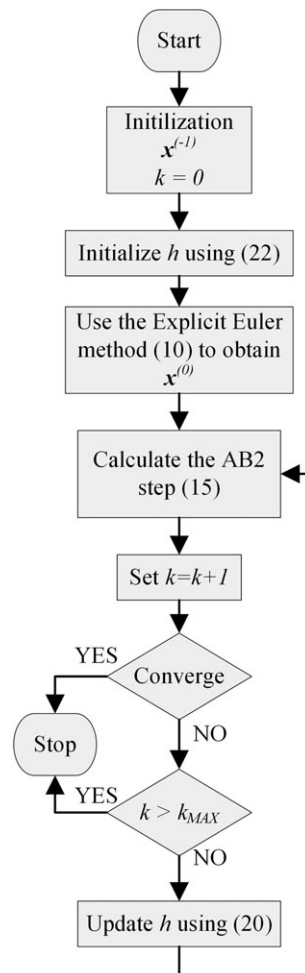 Start
Initilization
x^(-1)
k = 0
Initialize h using (22)
Use the Explicit Euler
method (10) to obtain
x^(0)
Calculate the AB2
step (15)
Set k=k+1
YES
Converge
NO
Stop
YES
k > k_MAX
NO
Update h using (20)